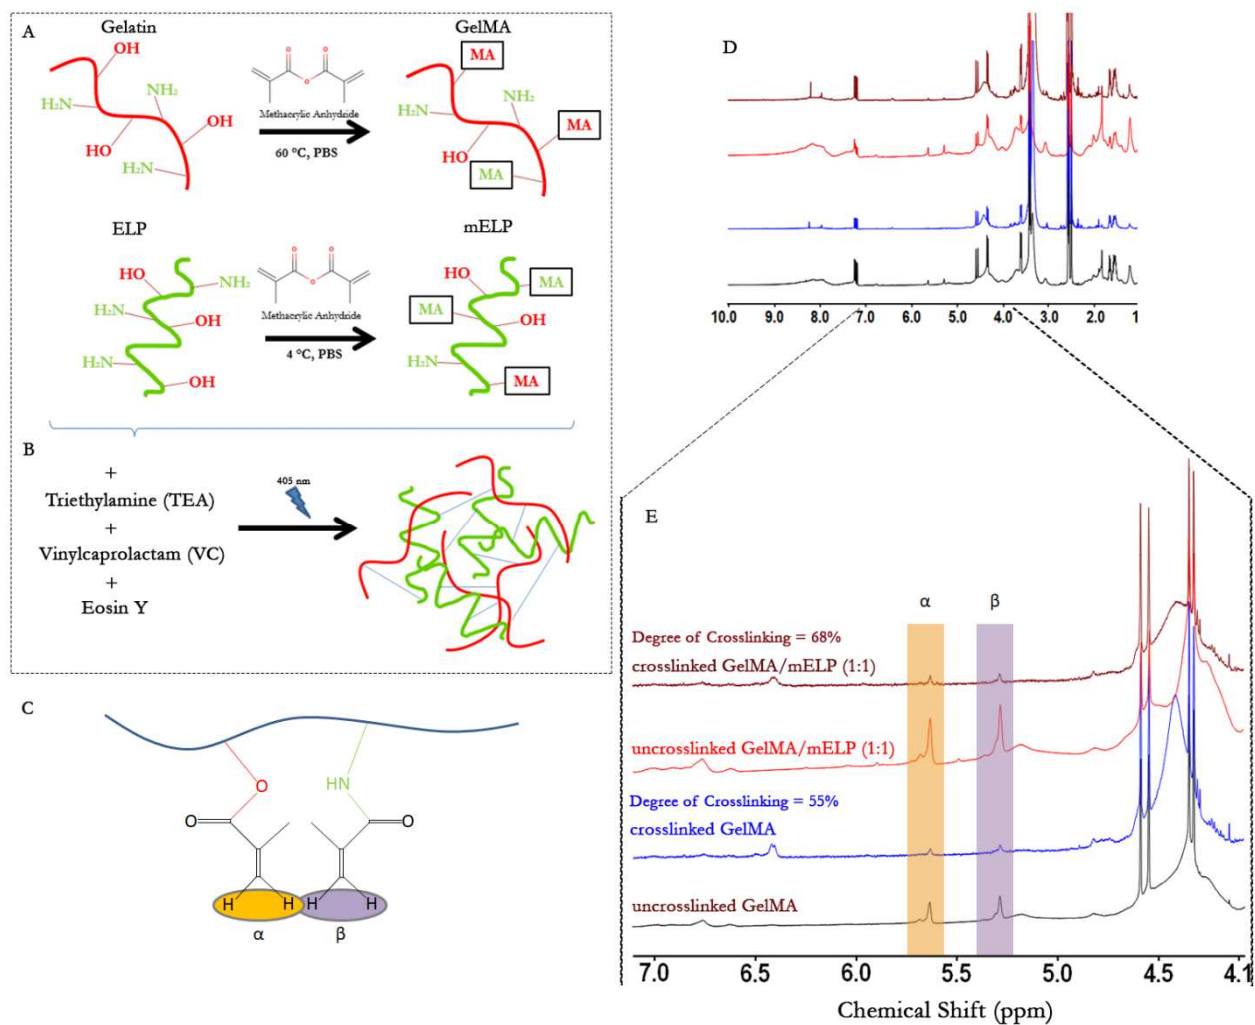 A
Gelatin
GelMA
OH
H₂N
NH₂
OH
HO
H₂N
O O
O
Methacrylic Anhydride
60 °C, PBS
MA
NH₂
H₂N
MA
HO
MA
ELP
mELP
HO
NH₂
H₂N
OH
H₂N
OH
O O
O
Methacrylic Anhydride
4 °C, PBS
HO
MA
MA
OH
H₂N
MA
B
+
Triethylamine (TEA)
+
Vinylcaprolactam (VC)
+
Eosin Y
405 nm
C
O HN
O O
H H H H
α β
D
10.0 9.0 8.0 7.0 6.0 5.0 4.0 3.0 2.0 1
E
α β
Degree of Crosslinking = 68%
crosslinked GelMA/mELP (1:1)
uncrosslinked GelMA/mELP (1:1)
Degree of Crosslinking = 55%
crosslinked GelMA
uncrosslinked GelMA
7.0 6.5 6.0 5.5 5.0 4.5 4.1
Chemical Shift (ppm)